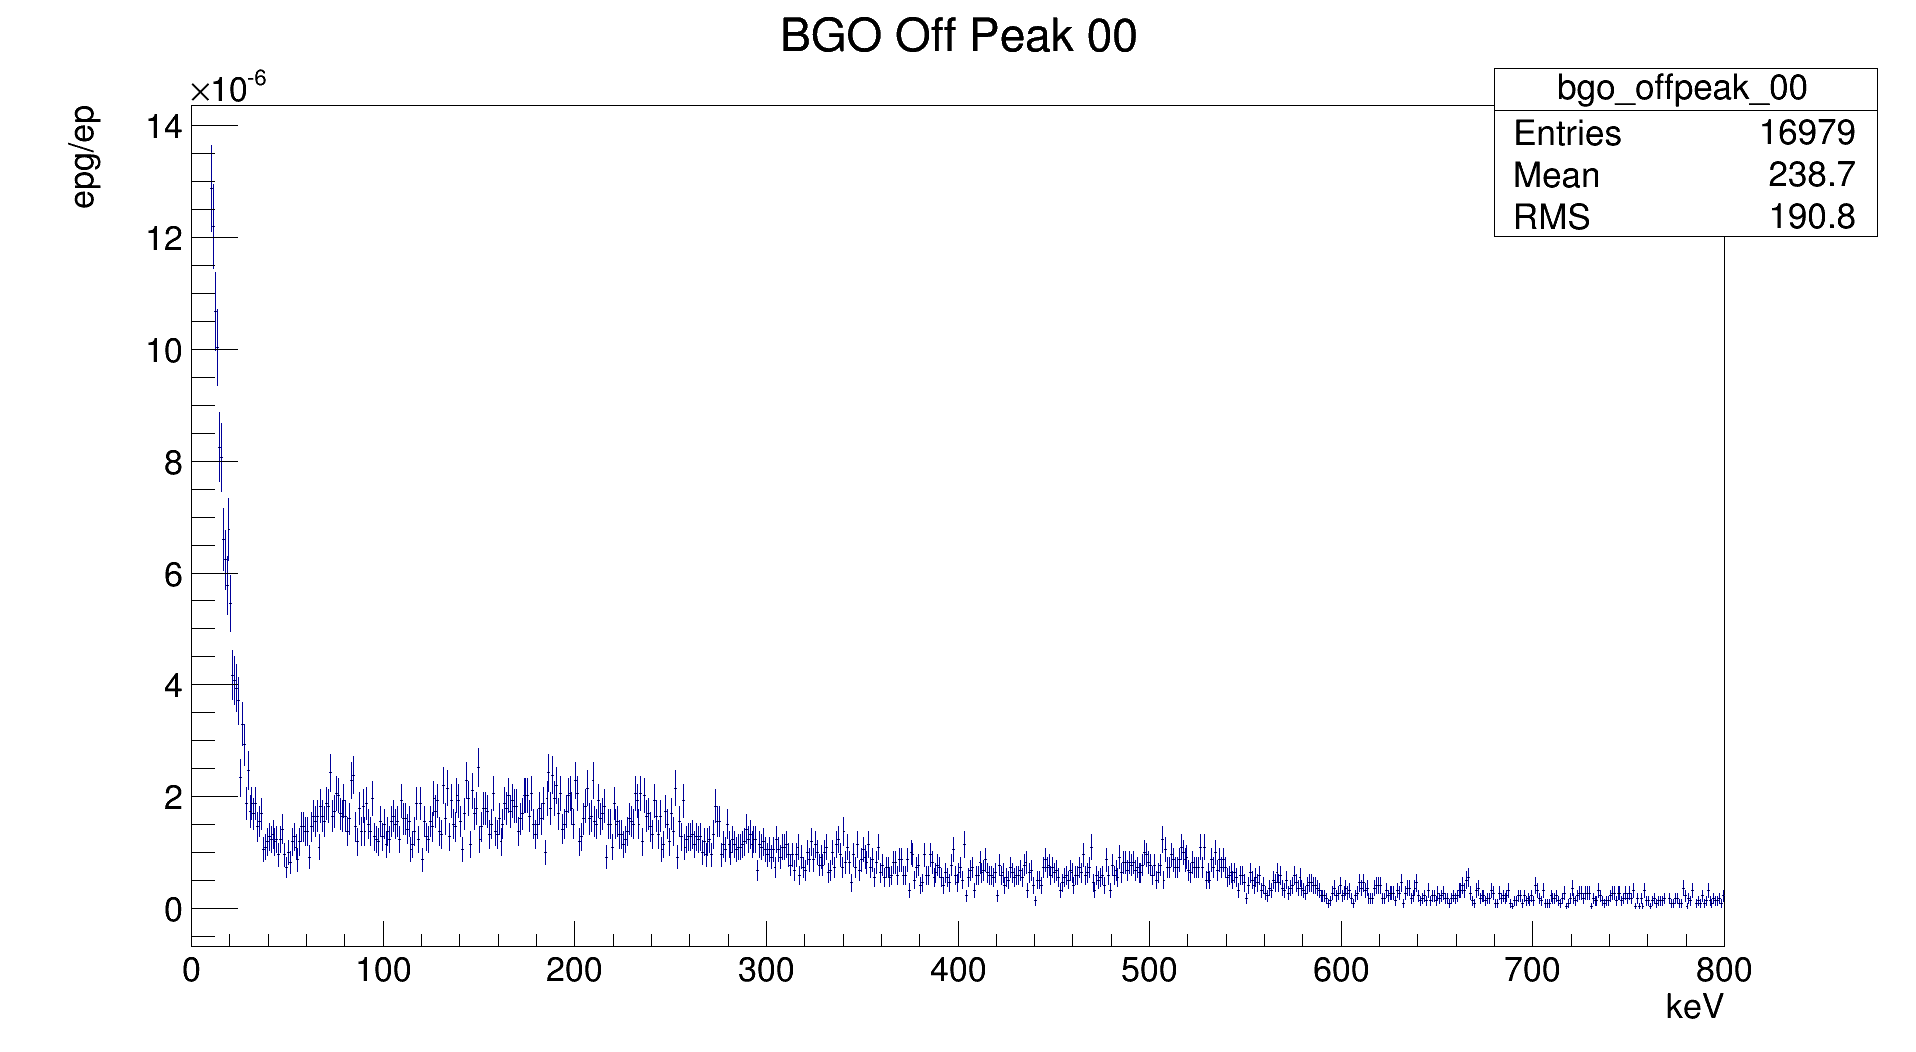 BGO Off Peak 00
×10-6
epg/ep
bgo_offpeak_00
Entries 16979
Mean 238.7
RMS 190.8
14
12
10
8
6
4
2
0
0 100 200 300 400 500 600 700 800
keV